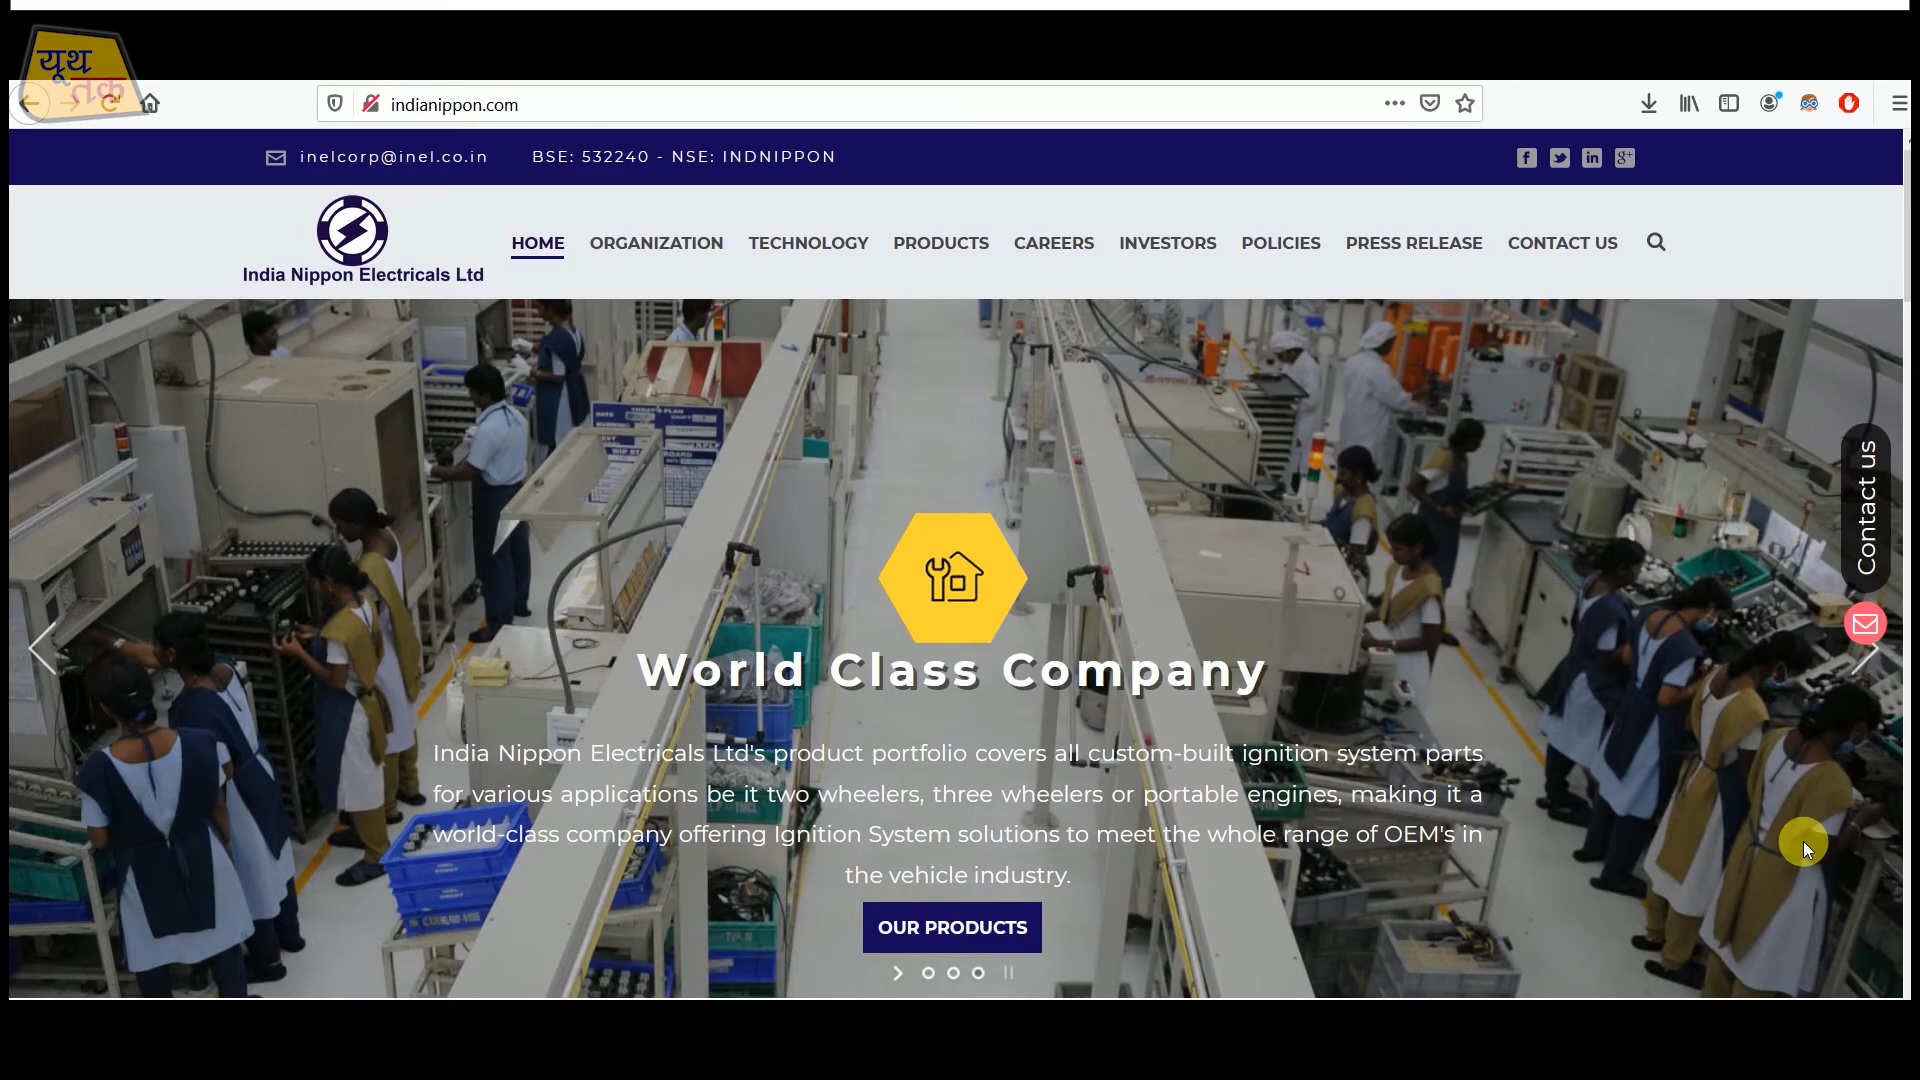 यूथ
तक
indianippon.com
inelcorp@inel.co.in BSE: 532240 - NSE: INDNIPPON
India Nippon Electricals Ltd
HOME ORGANIZATION TECHNOLOGY PRODUCTS CAREERS INVESTORS POLICIES PRESS RELEASE CONTACT US
TODAY'S PLAN
DATE
Contact us
World Class Company
India Nippon Electricals Ltd's product portfolio covers all custom-built ignition system parts
for various applications be it two wheelers, three wheelers or portable engines, making it a
world-class company offering Ignition System solutions to meet the whole range of OEM's in
the vehicle industry.
OUR PRODUCTS